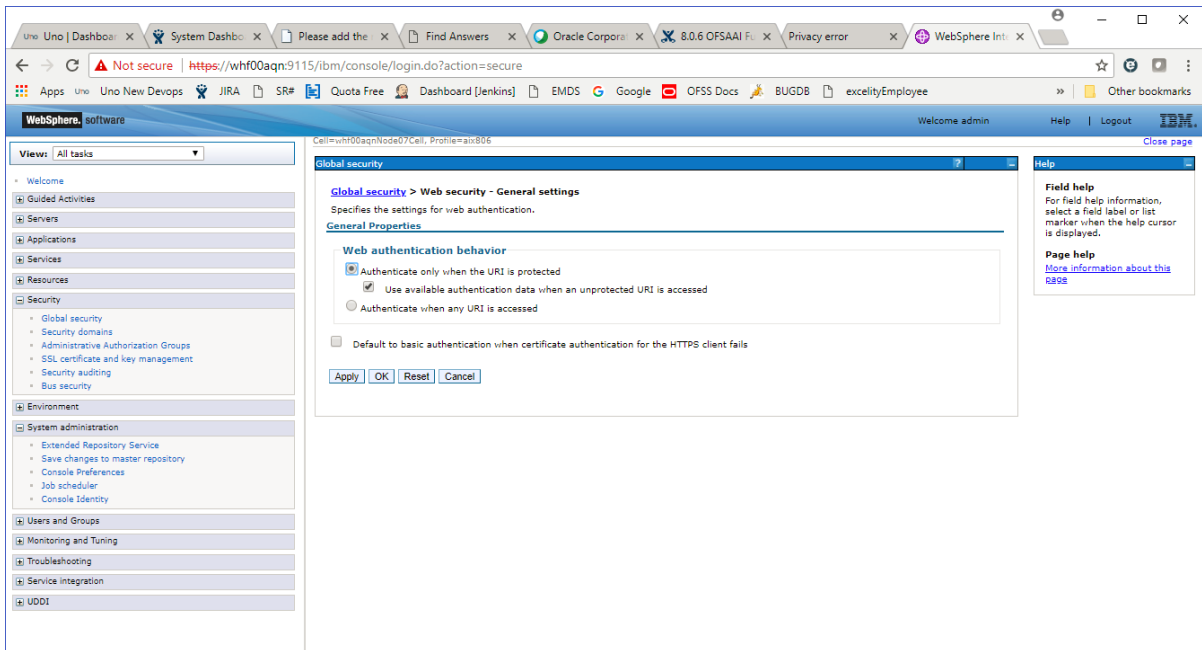 Uno Uno | Dashboar
System Dashbo
Please add the
Find Answers
Oracle Corporat
8.0.6 OFSAAI Fu
Privacy error
WebSphere Inte
Not secure | https://whf00aqn:9115/ibm/console/login.do?action=secure
Apps Uno Uno New Devops JIRA SR# Quota Free Dashboard [Jenkins] EMDS G Google OFSS Docs BUGDB excelityEmployee » Other bookmarks
WebSphere. software Welcome admin Help | Logout IBM.
Cell=whf00aqnNode07Cell, Profile=aix806 Close page
View: All tasks
Welcome
Guided Activities
Servers
Applications
Services
Resources
Security
Global security
Security domains
Administrative Authorization Groups
SSL certificate and key management
Security auditing
Bus security
Environment
System administration
Extended Repository Service
Save changes to master repository
Console Preferences
Job scheduler
Console Identity
Users and Groups
Monitoring and Tuning
Troubleshooting
Service integration
UDDI
Global security ?
Global security > Web security - General settings
Specifies the settings for web authentication.
General Properties
Web authentication behavior
Authenticate only when the URI is protected
Use available authentication data when an unprotected URI is accessed
Authenticate when any URI is accessed
Default to basic authentication when certificate authentication for the HTTPS client fails
Apply OK Reset Cancel
Help
Field help
For field help information,
select a field label or list
marker when the help cursor
is displayed.
Page help
More information about this
page